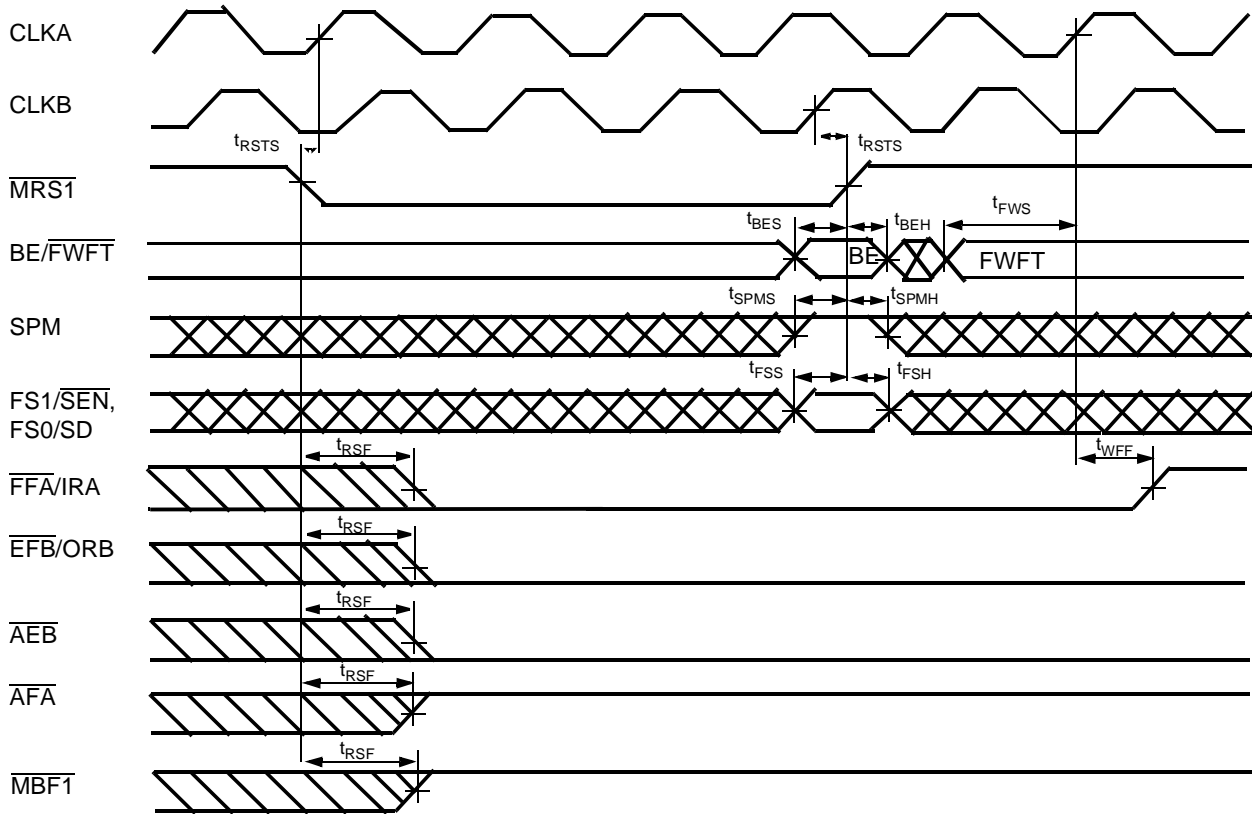 CLKA
CLKB
tRSTS
tRSTS
MRS1
tBES
tBEH
tFWS
BE/FWFT
BE
FWFT
tSPMS
tSPMH
SPM
tFSS
tFSH
FS1/SEN,
FS0/SD
tRSF
tWFF
FFA/IRA
tRSF
EFB/ORB
tRSF
AEB
tRSF
AFA
tRSF
MBF1